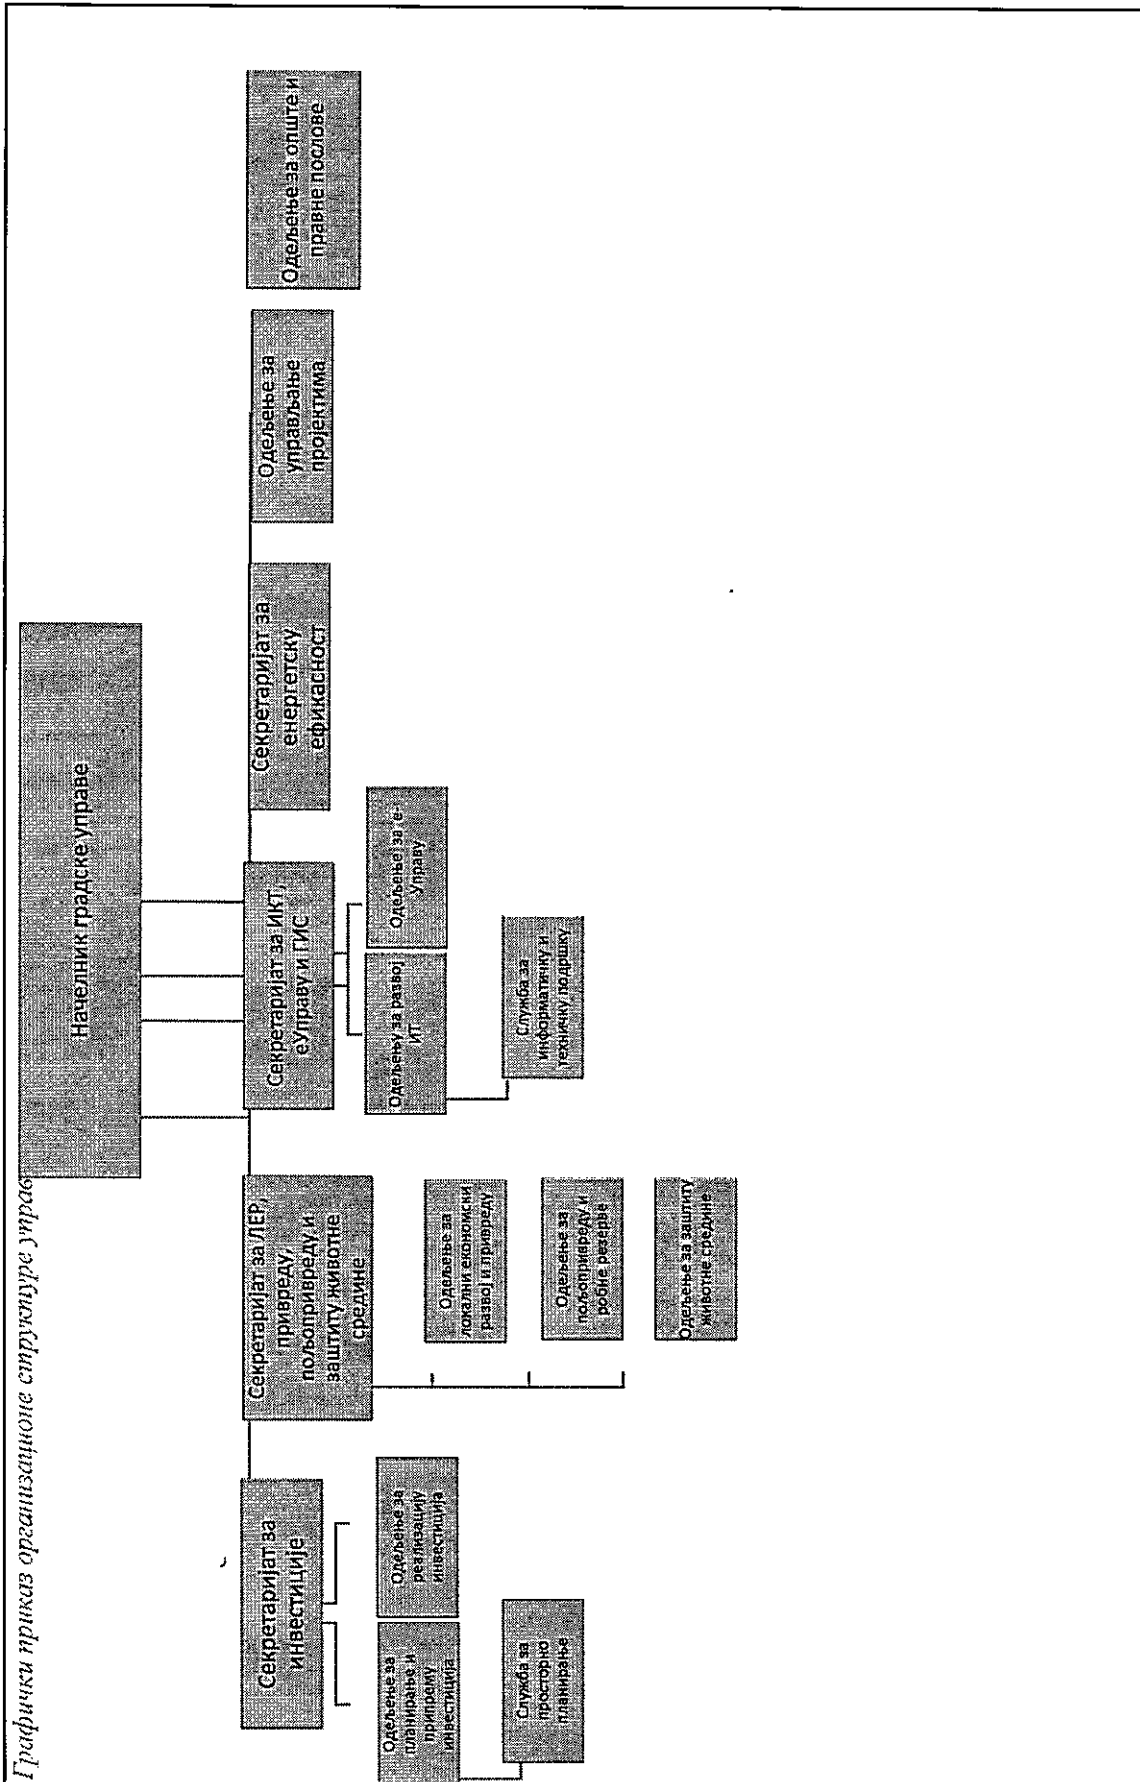 Графички приказ организационе структуре управе
Начелник градске управе
Секретаријат за
инвестиције
Секретаријат за ЛЕР,
привреду,
пољопривреду и
заштиту животне
средине
Секретаријат за ИКТ,
еУправу и ГИС
Секретаријат за
енергетску
ефикасност
Одељење за
управљање
пројектима
Одељење за опште и
правне послове
Одељење за
планирање и
припрему
инвестиција
Одељење за
реализацију
инвестиција
Служба за
просторно
планирање
Одељење за
локални економски
развој и привреду
Одељење за
пољопривреду и
робне резерве
Одељење за заштиту
животне средине
Одељењу за развој
ИТ
Одељење за е-
Управу
Служба за
информатичку и
техничку подршку